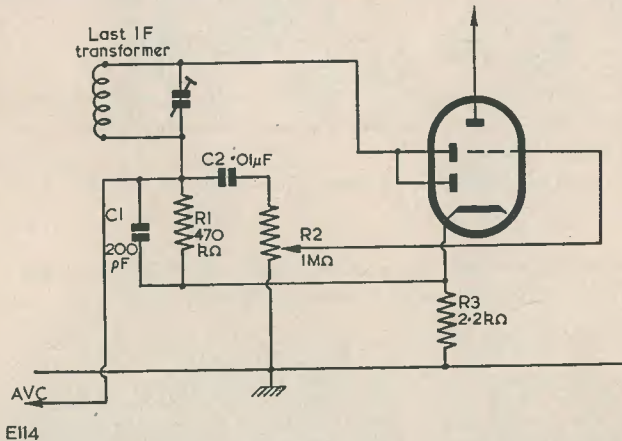 Last IF
transformer
C2 ·01µF
C1
200
pF
R1
470
kΩ
R2
1MΩ
R3
2·2kΩ
AVC
E114